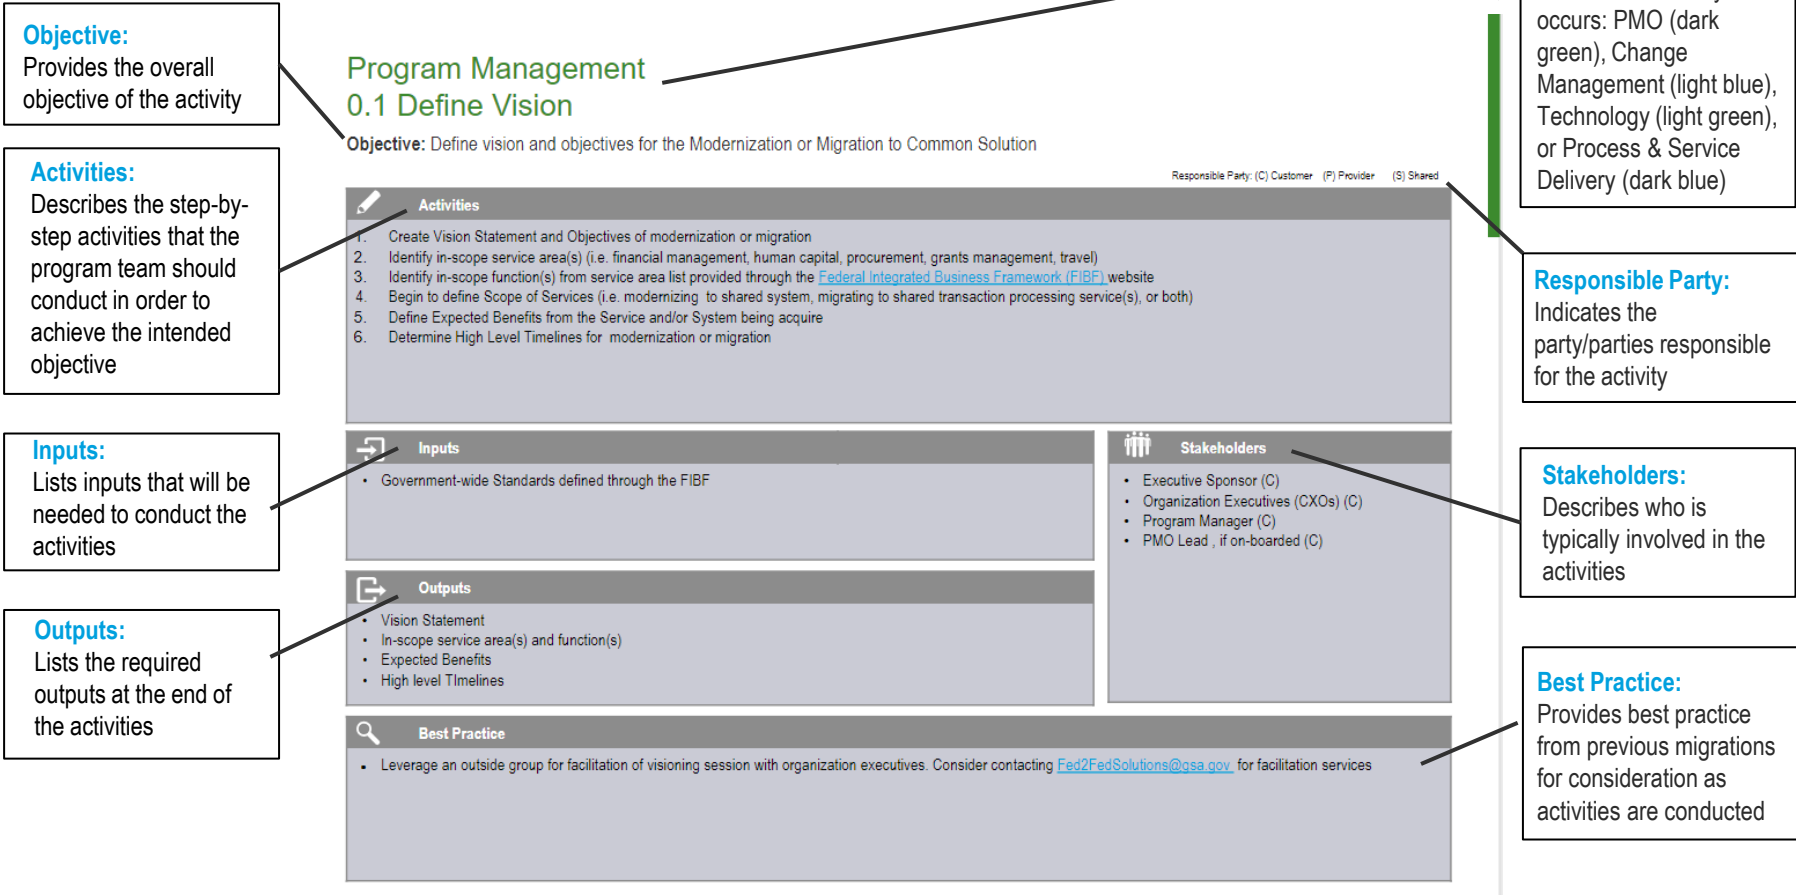 Objective:
Provides the overall
objective of the activity
Activities:
Describes the step-by-
step activities that the
program team should
conduct in order to
achieve the intended
objective
Inputs:
Lists inputs that will be
needed to conduct the
activities
Outputs:
Lists the required
outputs at the end of
the activities
Program Management
0.1 Define Vision
Objective: Define vision and objectives for the Modernization or Migration to Common Solution
Responsible Party: (C) Customer (P) Provider (S) Shared
Activities
1. Create Vision Statement and Objectives of modernization or migration
2. Identify in-scope service area(s) (i.e. financial management, human capital, procurement, grants management, travel)
3. Identify in-scope function(s) from service area list provided through the Federal Integrated Business Framework (FIBF) website
4. Begin to define Scope of Services (i.e. modernizing to shared system, migrating to shared transaction processing service(s), or both)
5. Define Expected Benefits from the Service and/or System being acquire
6. Determine High Level Timelines for modernization or migration
Inputs
• Government-wide Standards defined through the FIBF
Outputs
• Vision Statement
• In-scope service area(s) and function(s)
• Expected Benefits
• High level TImelines
Stakeholders
• Executive Sponsor (C)
• Organization Executives (CXOs) (C)
• Program Manager (C)
• PMO Lead , if on-boarded (C)
Best Practice
• Leverage an outside group for facilitation of visioning session with organization executives. Consider contacting Fed2FedSolutions@gsa.gov for facilitation services
occurs: PMO (dark
green), Change
Management (light blue),
Technology (light green),
or Process & Service
Delivery (dark blue)
Responsible Party:
Indicates the
party/parties responsible
for the activity
Stakeholders:
Describes who is
typically involved in the
activities
Best Practice:
Provides best practice
from previous migrations
for consideration as
activities are conducted